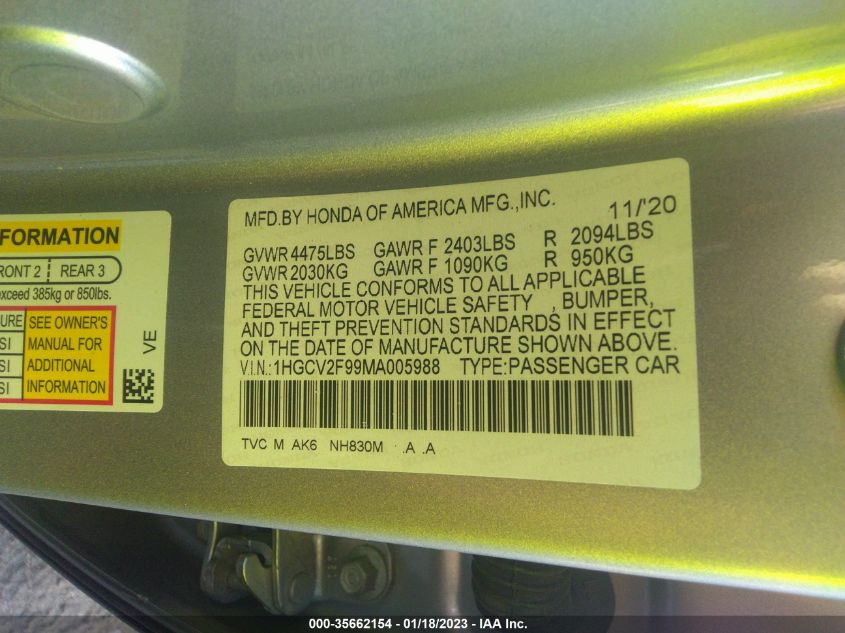 FORMATION
FRONT 2 | REAR 3
exceed 385kg or 850lbs.
SEE OWNER'S
MANUAL FOR
ADDITIONAL
INFORMATION
VE
MFD.BY HONDA OF AMERICA MFG.,INC. 11/'20
GVWR 4475LBS GAWR F 2403LBS R 2094LBS
GVWR 2030KG GAWR F 1090KG R 950KG
THIS VEHICLE CONFORMS TO ALL APPLICABLE
FEDERAL MOTOR VEHICLE SAFETY , BUMPER,
AND THEFT PREVENTION STANDARDS IN EFFECT
ON THE DATE OF MANUFACTURE SHOWN ABOVE.
V.I.N.:1HGCV2F99MA005988 TYPE:PASSENGER CAR
TVC M AK6 NH830M .A .A
000-35662154 - 01/18/2023 - IAA Inc.